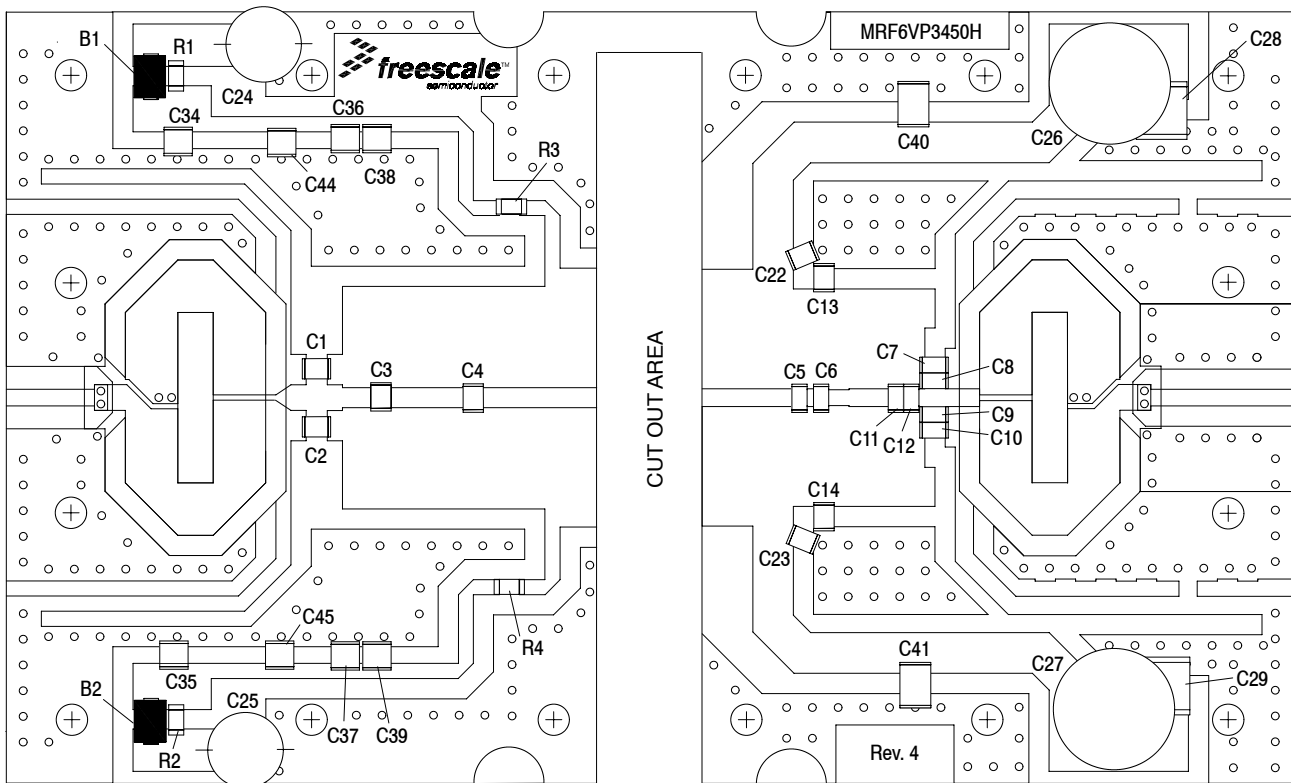 B1
R1
C24
freescale™
semiconductor
MRF6VP3450H
C28
C34
C36
C44
C38
R3
C40
C26
C22
C13
C1
C3
C4
C2
CUT OUT AREA
C5
C6
C7
C8
C9
C10
C11
C12
C14
C23
C45
R4
C35
B2
C25
R2
C37
C39
C41
C27
C29
Rev. 4